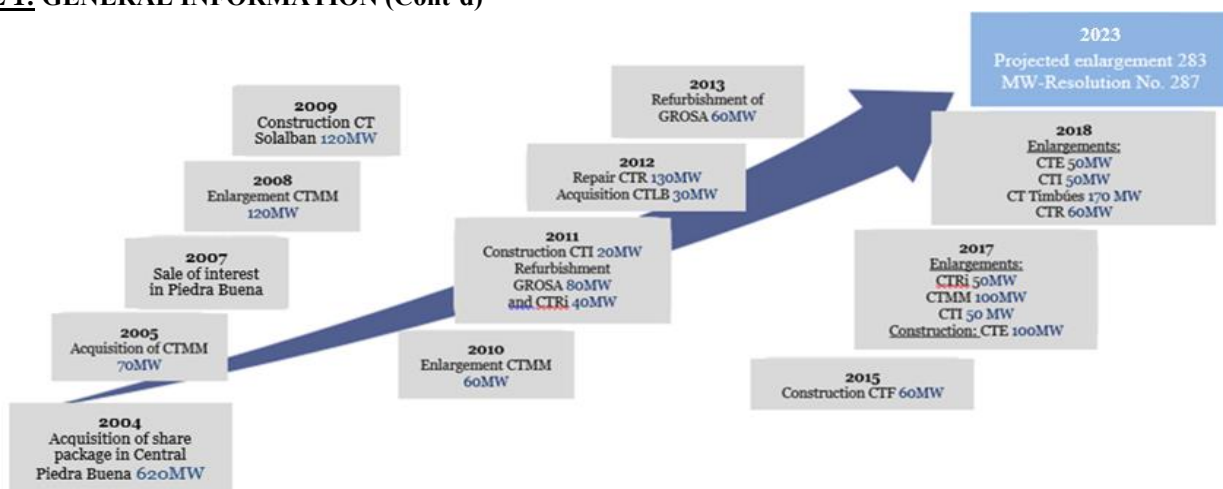 GENERAL INFORMATION (Cont'd)
2023
Projected enlargement 283
MW-Resolution No. 287
2013
Refurbishment of
GROSA 60MW
2009
Construction CT
Solalban 120MW
2018
Enlargements:
CTE 50MW
CTI 50MW
CT Timbúes 170 MW
CTR 60MW
2012
Repair CTR 130MW
Acquisition CTLB 30MW
2008
Enlargement CTMM
120MW
2011
Construction CTI 20MW
Refurbishment
GROSA 80MW
and CTRi 40MW
2007
Sale of interest
in Piedra Buena
2017
Enlargements:
CTRi 50MW
CTMM 100MW
CTI 50 MW
Construction: CTE 100MW
2005
Acquisition of CTMM
70MW
2010
Enlargement CTMM
60MW
2015
Construction CTF 60MW
2004
Acquisition of share
package in Central
Piedra Buena 620MW